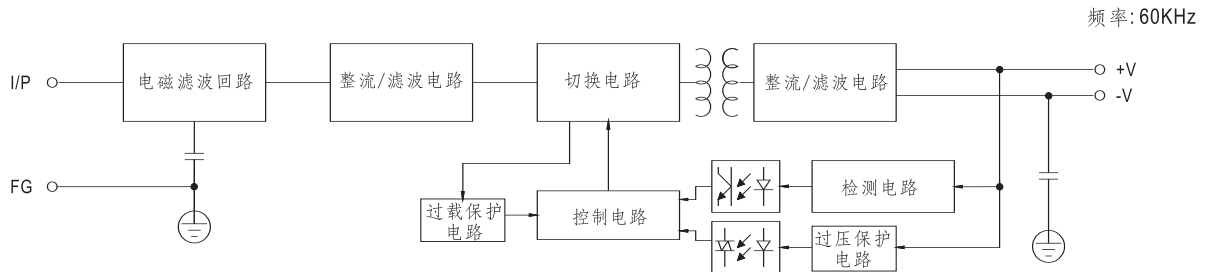 频率: 60KHz
I/P
电磁滤波回路
整流/滤波电路
切换电路
整流/滤波电路
+V
-V
FG
过载保护
电路
控制电路
检测电路
过压保护
电路